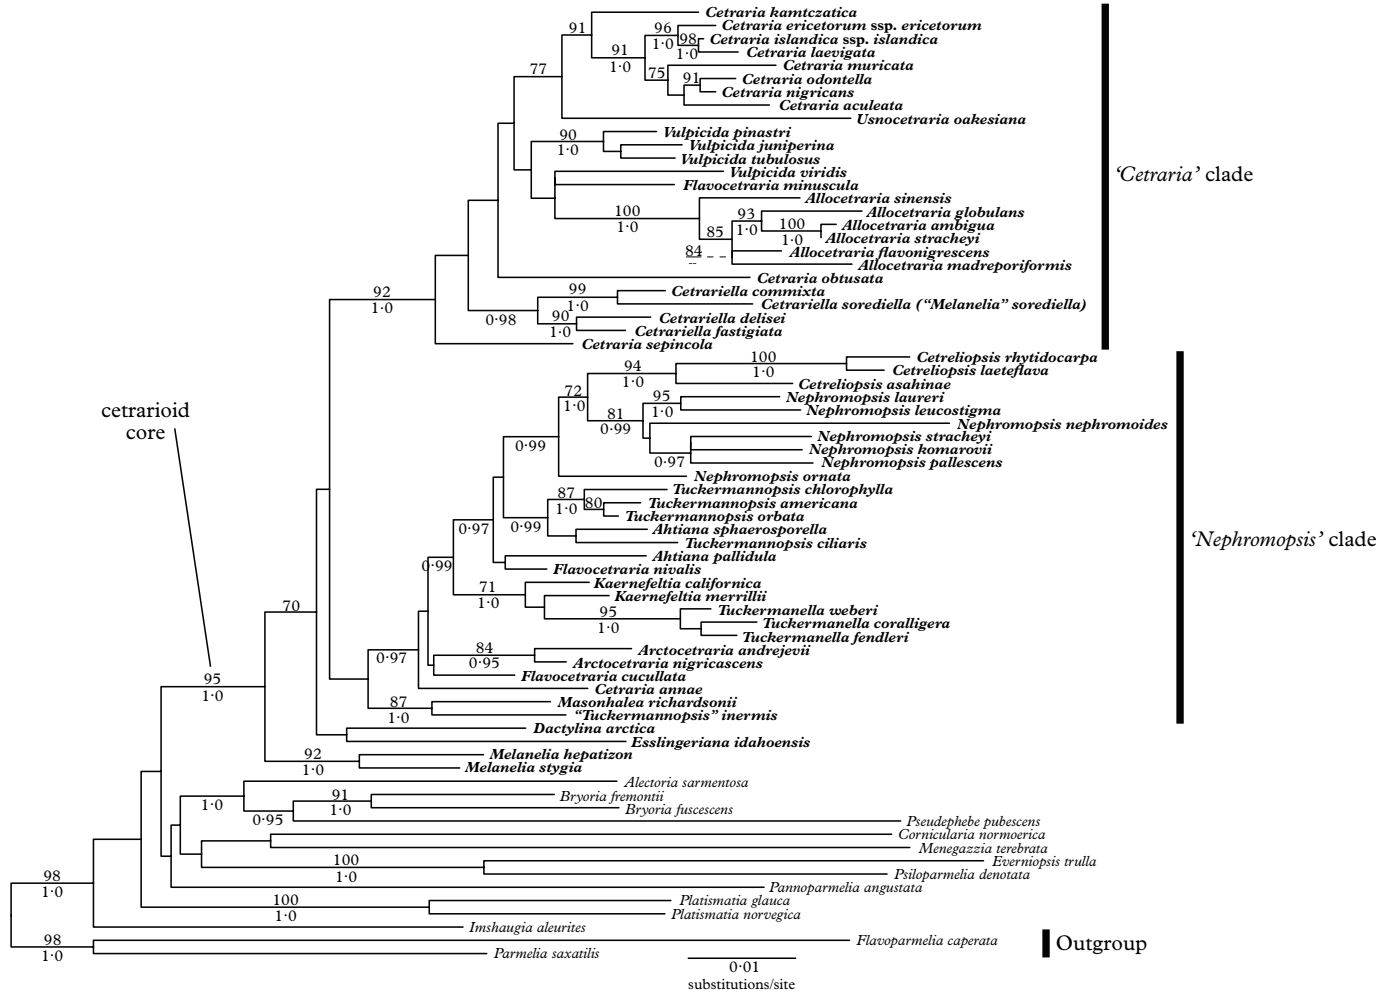 Cetraria kamtczatica
91
96
Cetraria ericetorum ssp. ericetorum
1·0
98
Cetraria islandica ssp. islandica
91
1·0
1·0
Cetraria laevigata
77
75
Cetraria muricata
91
Cetraria odontella
Cetraria nigricans
Cetraria aculeata
Usnocetraria oakesiana
90
1·0
Vulpicida pinastri
Vulpicida juniperina
Vulpicida tubulosus
Vulpicida viridis
‘Cetraria’ clade
Flavocetraria minuscula
Allocetraria sinensis
100
1·0
93
1·0
Allocetraria globulans
100
1·0
Allocetraria ambigua
85
Allocetraria stracheyi
84
--
Allocetraria flavonigrescens
Allocetraria madreporiformis
Cetraria obtusata
92
1·0
99
1·0
Cetrariella commixta
Cetrariella sorediella (“Melanelia” sorediella)
0·98
90
1·0
Cetrariella delisei
Cetrariella fastigiata
Cetraria sepincola
100
1·0
Cetreliopsis rhytidocarpa
94
1·0
Cetreliopsis laeteflava
Cetreliopsis asahinae
72
1·0
95
1·0
Nephromopsis laureri
cetrarioid
core
Nephromopsis leucostigma
81
0·99
Nephromopsis nephromoides
0·99
Nephromopsis stracheyi
Nephromopsis komarovii
0·97
Nephromopsis pallescens
Nephromopsis ornata
87
1·0
Tuckermannopsis chlorophylla
80
Tuckermannopsis americana
Tuckermannopsis orbata
0·97
0·99
Ahtiana sphaerosporella
Tuckermannopsis ciliaris
‘Nephromopsis’ clade
Ahtiana pallidula
0·99
Flavocetraria nivalis
71
1·0
Kaernefeltia californica
Kaernefeltia merrillii
95
1·0
Tuckermanella weberi
70
Tuckermanella coralligera
Tuckermanella fendleri
0·97
84
0·95
Arctocetraria andrejevii
Arctocetraria nigricascens
Flavocetraria cucullata
95
1·0
Cetraria annae
87
1·0
Masonhalea richardsonii
“Tuckermannopsis” inermis
Dactylina arctica
Esslingeriana idahoensis
92
1·0
Melanelia hepatizon
Melanelia stygia
Alectoria sarmentosa
1·0
91
1·0
Bryoria fremontii
0·95
Bryoria fuscescens
Pseudephebe pubescens
Cornicularia normoerica
Menegazzia terebrata
100
1·0
Everniopsis trulla
Psiloparmelia denotata
98
1·0
Pannoparmelia angustata
100
1·0
Platismatia glauca
Platismatia norvegica
Imshaugia aleurites
98
1·0
Flavoparmelia caperata
Outgroup
Parmelia saxatilis
0·01
substitutions/site